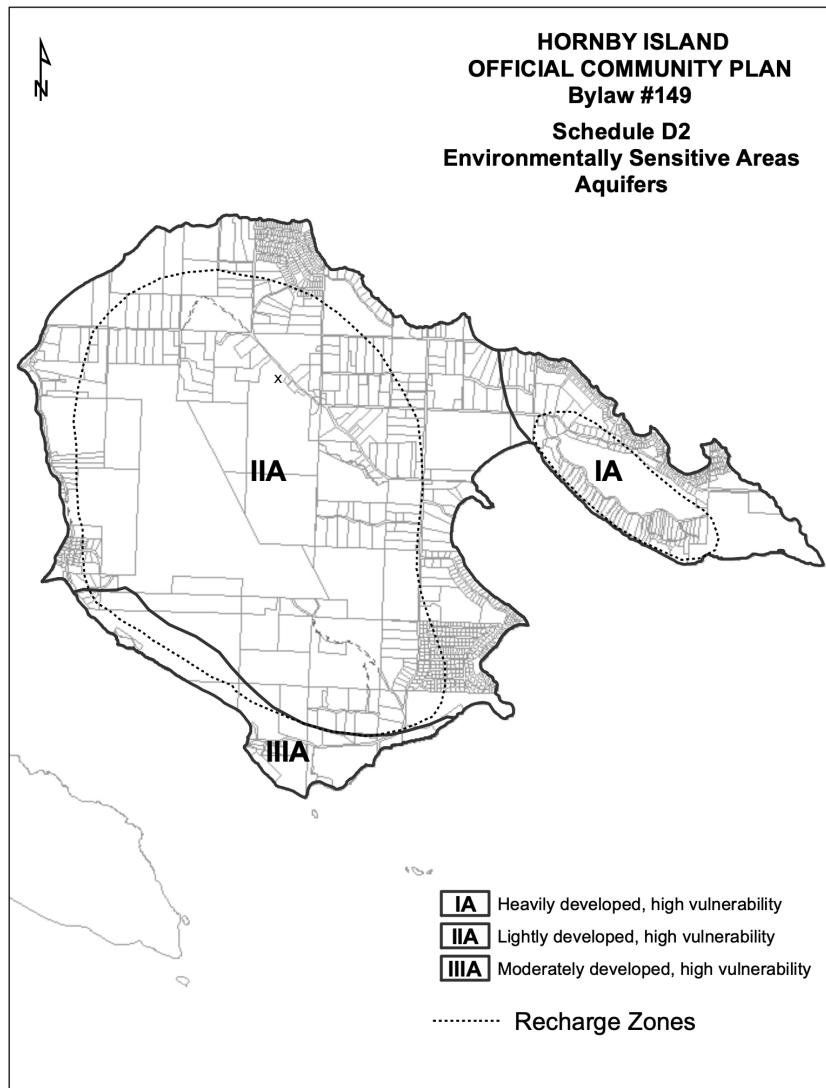 HORNBY ISLAND
OFFICIAL COMMUNITY PLAN
Bylaw #149
Schedule D2
Environmentally Sensitive Areas
Aquifers
N
x
IIA
IA
IIIA
IA Heavily developed, high vulnerability
IIA Lightly developed, high vulnerability
IIIA Moderately developed, high vulnerability
Recharge Zones